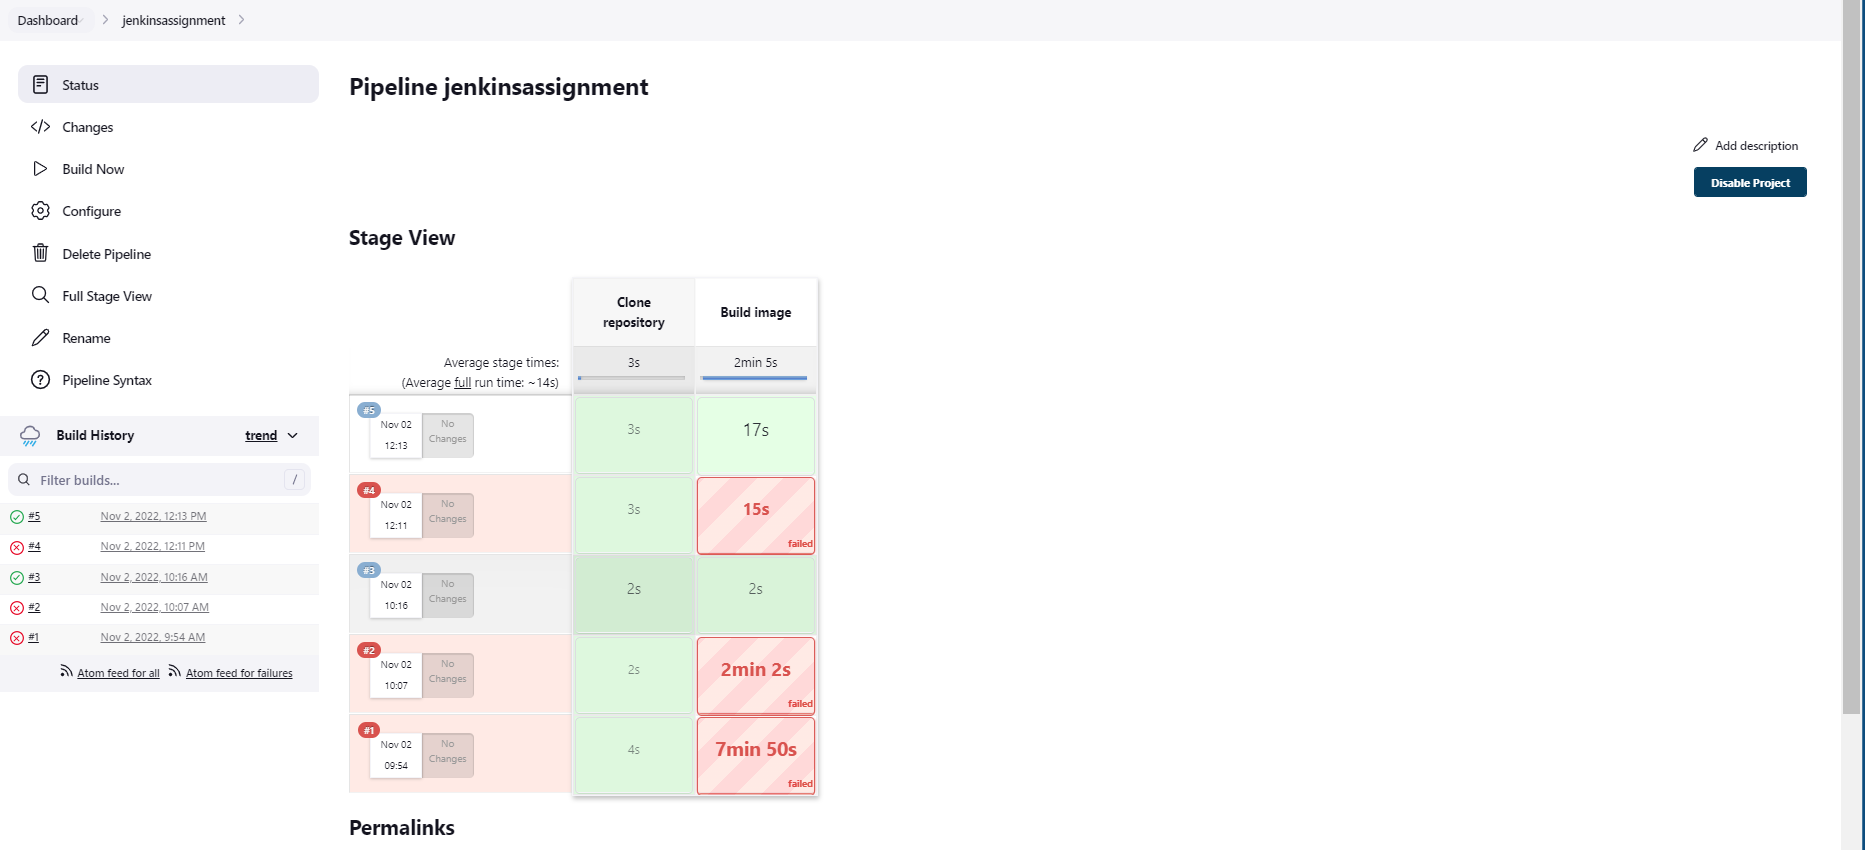 Dashboard
jenkinsassignment
Status
Changes
Build Now
Configure
Delete Pipeline
Full Stage View
Rename
Pipeline Syntax
Build History
trend
Filter builds...
/
#5 Nov 2, 2022, 12:13 PM
#4 Nov 2, 2022, 12:11 PM
#3 Nov 2, 2022, 10:16 AM
#2 Nov 2, 2022, 10:07 AM
#1 Nov 2, 2022, 9:54 AM
Atom feed for all Atom feed for failures
Pipeline jenkinsassignment
Add description
Disable Project
Stage View
Clone
repository
Build image
Average stage times:
(Average full run time: ~14s)
3s
2min 5s
#5
Nov 02
12:13
No
Changes
3s
17s
#4
Nov 02
12:11
No
Changes
3s
15s
failed
#3
Nov 02
10:16
No
Changes
2s
2s
#2
Nov 02
10:07
No
Changes
2s
2min 2s
failed
#1
Nov 02
09:54
No
Changes
4s
7min 50s
failed
Permalinks